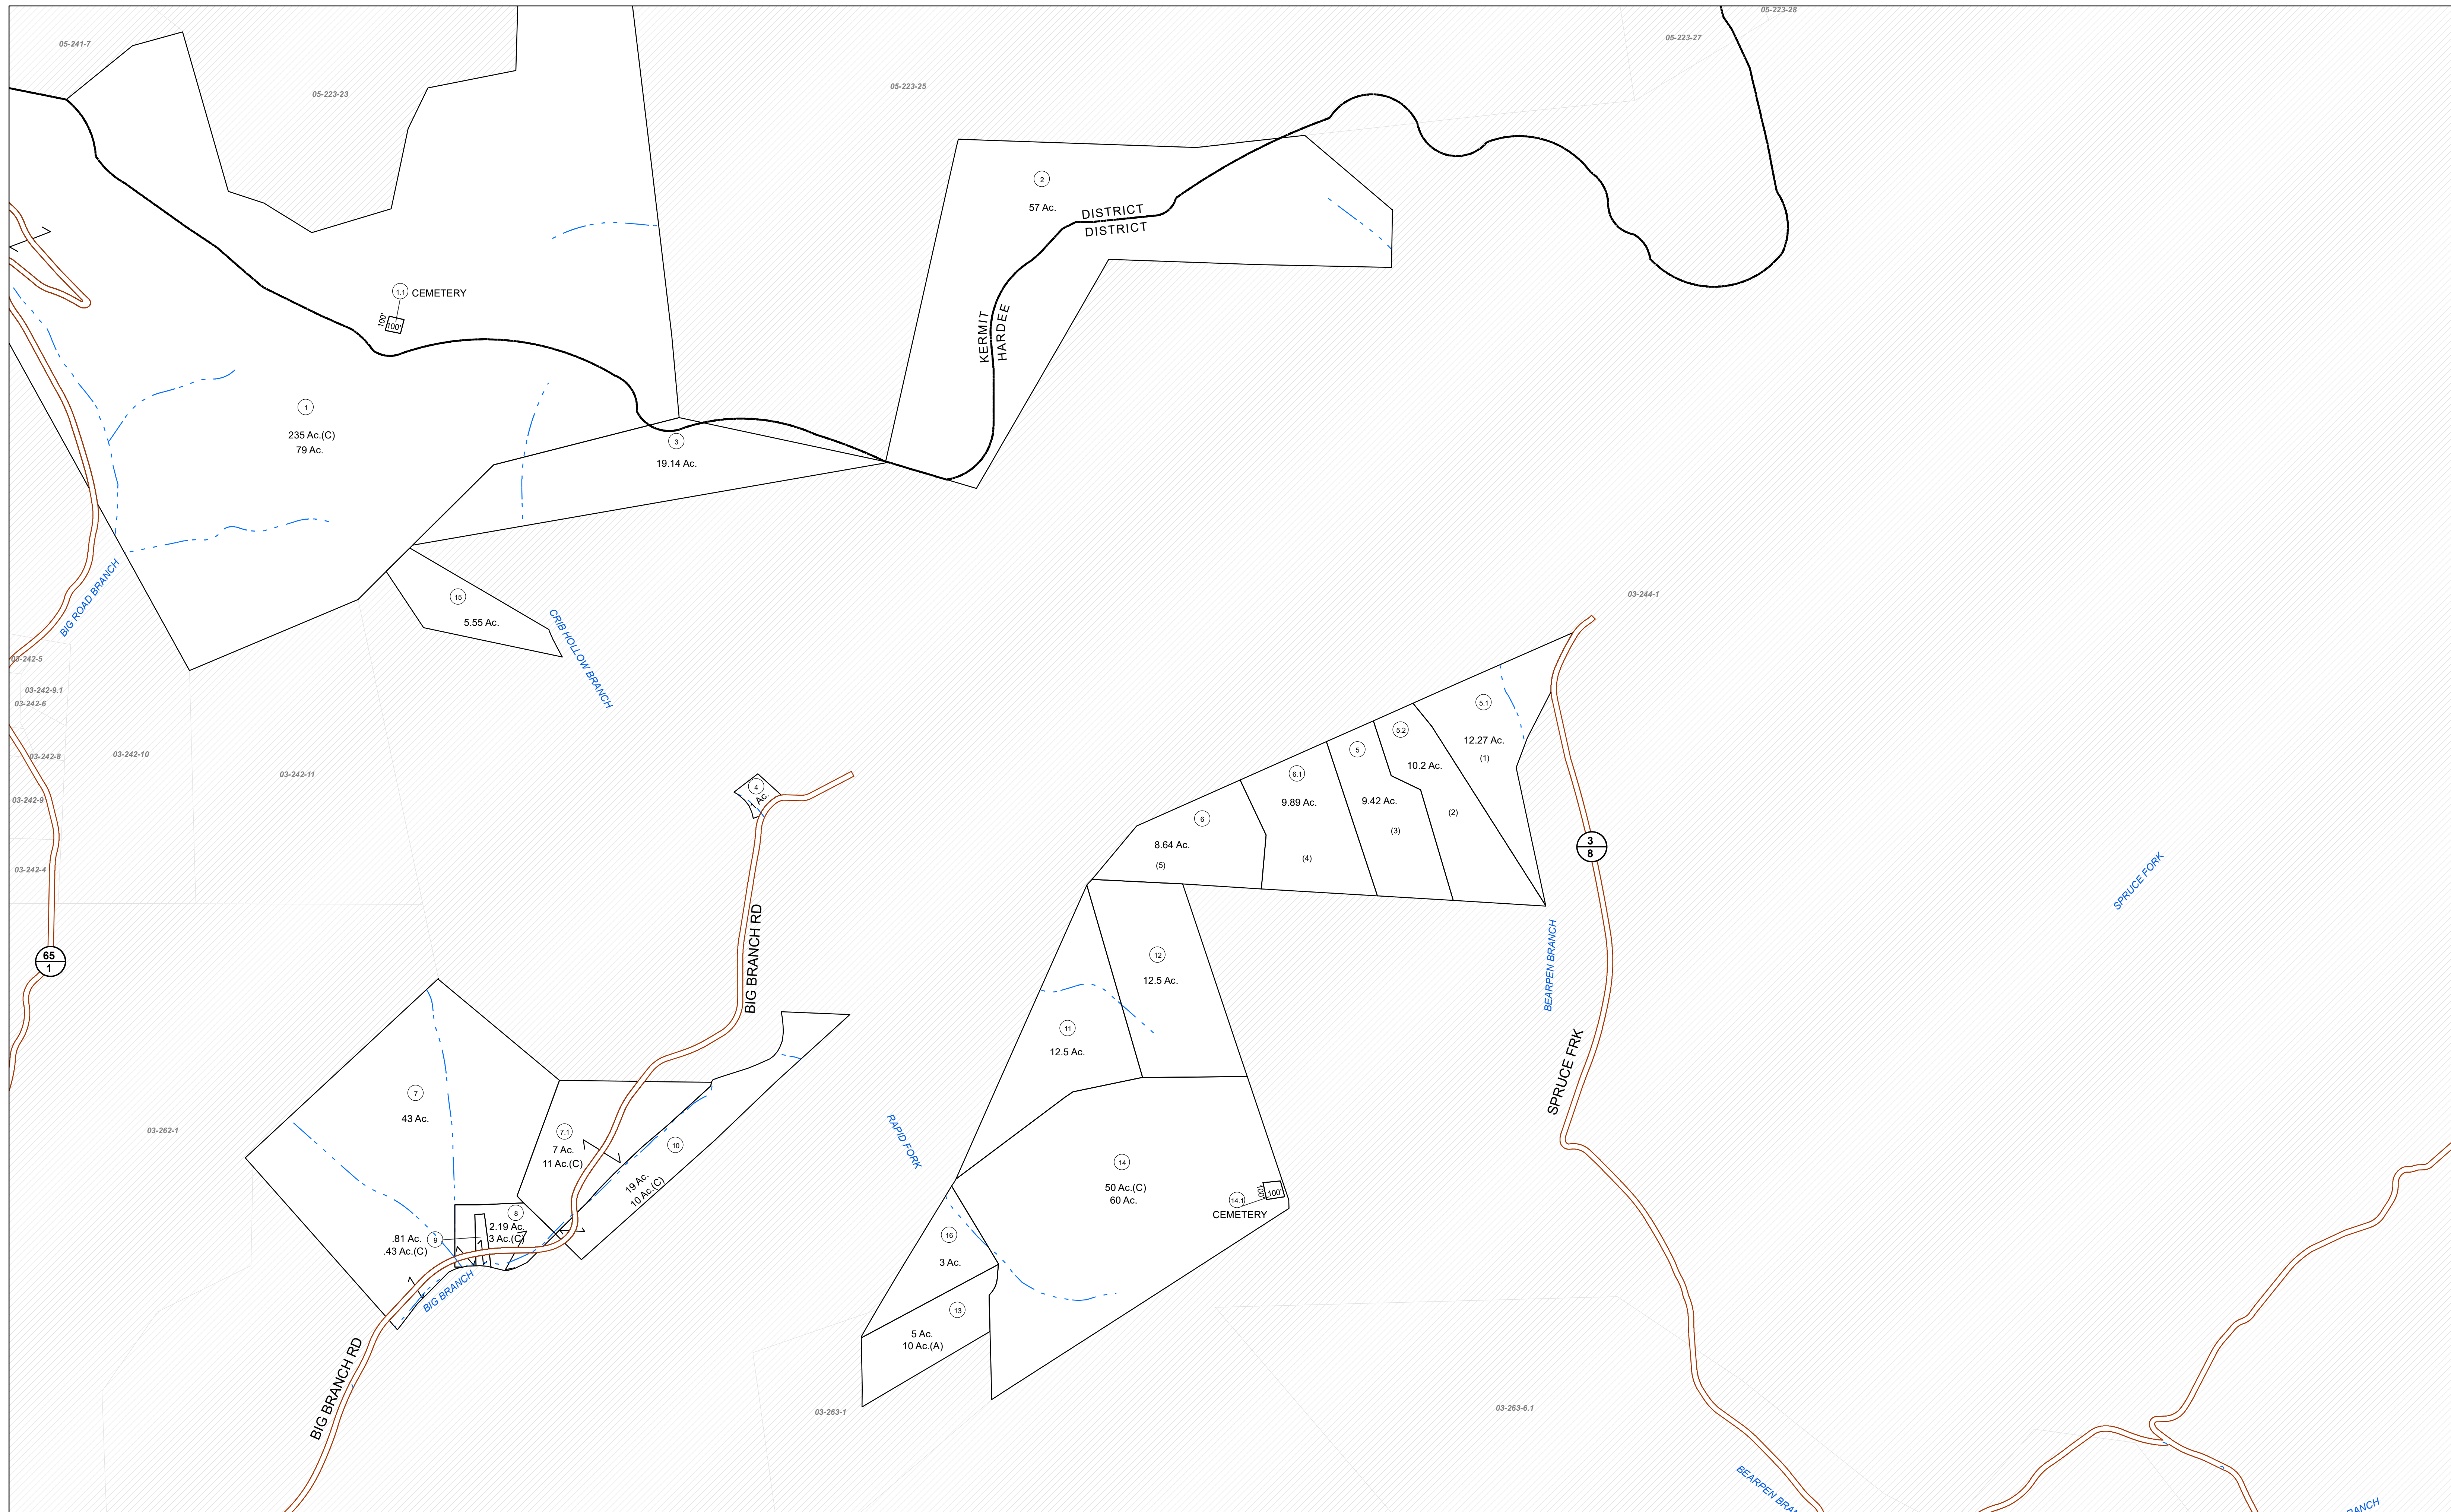 05-223-28
05-223-27
05-241-7
05-223-23
05-223-25
2
57 Ac.
DISTRICT
DISTRICT
KERMIT
HARDEE
1.1 CEMETERY
100'
100'
1
235 Ac.(C)
79 Ac.
3
19.14 Ac.
BIG ROAD BRANCH
15
5.55 Ac.
CRIB HOLLOW BRANCH
03-244-1
03-242-5
03-242-9.1
03-242-6
03-242-8
03-242-10
03-242-11
03-242-9
03-242-4
5.1
12.27 Ac.
(1)
5.2
10.2 Ac.
(2)
5
9.42 Ac.
(3)
6.1
9.89 Ac.
(4)
6
8.64 Ac.
(5)
4
1 Ac.
3
8
SPRUCE FORK
65
1
BIG BRANCH RD
BEARPEN BRANCH
12
12.5 Ac.
11
12.5 Ac.
SPRUCE FRK
7
43 Ac.
7.1
7 Ac.
11 Ac.(C)
10
19 Ac.
10 Ac.(C)
RAPID FORK
03-262-1
14
50 Ac.(C)
60 Ac.
14.1
100'
100'
CEMETERY
8
2.19 Ac.
3 Ac.(C)
9
.81 Ac.
.43 Ac.(C)
BIG BRANCH
16
3 Ac.
13
5 Ac.
10 Ac.(A)
BIG BRANCH RD
03-263-1
03-263-6.1
BEARPEN BRA
ANCH